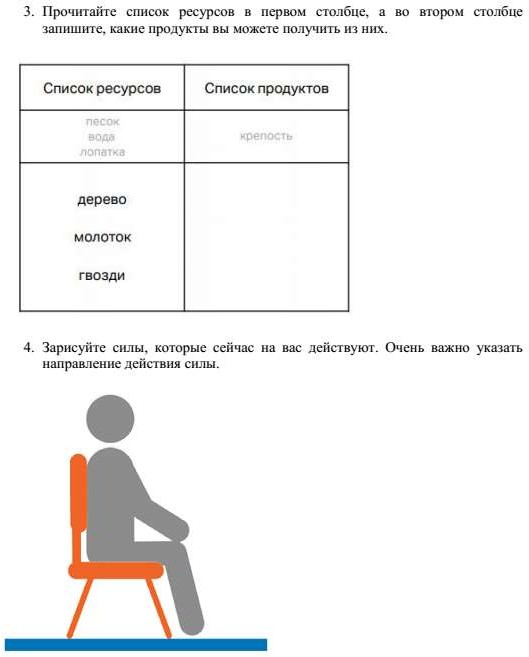 3. Прочитайте список ресурсов в первом столбце, а во втором столбце
запишите, какие продукты вы можете получить из них.
Список ресурсов
Список продуктов
песок
вода
лопатка
крепость
дерево
молоток
гвозди
4. Зарисуйте силы, которые сейчас на вас действуют. Очень важно указать
направление действия силы.